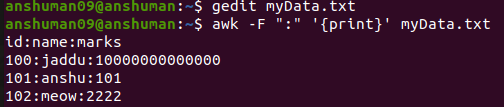 anshuman09@anshuman:~$ gedit myData.txt
anshuman09@anshuman:~$ awk -F ":" '{print}' myData.txt
id:name:marks
100:jaddu:10000000000000
101:anshu:101
102:meow:2222